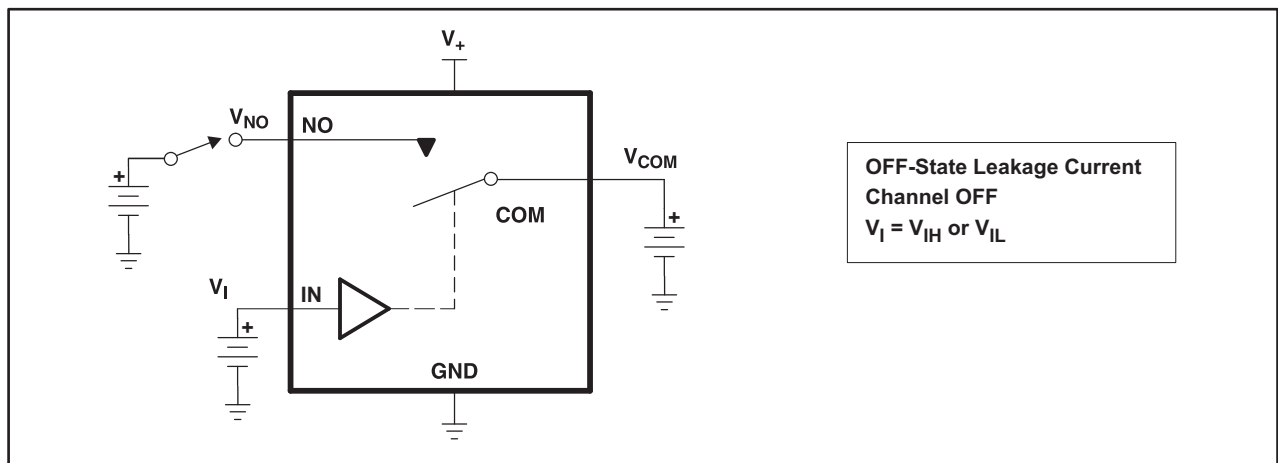 V+
VNO
NO
VCOM
COM
+
+
VI
IN
+
GND
OFF-State Leakage Current
Channel OFF
VI = VIH or VIL